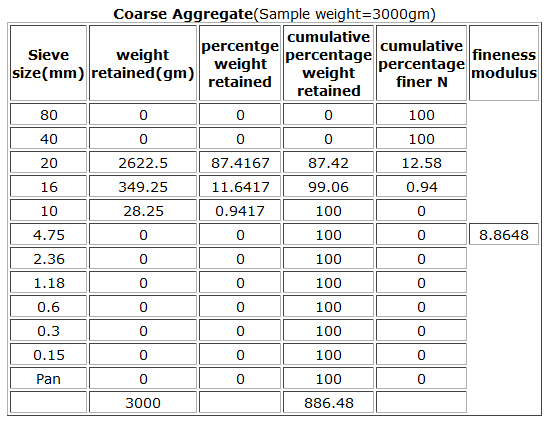 Coarse Aggregate(Sample weight=3000gm)
Sieve size(mm) weight retained(gm) percentge weight retained cumulative percentage weight retained cumulative percentage finer N fineness modulus
80 0 0 0 100
40 0 0 0 100
20 2622.5 87.4167 87.42 12.58
16 349.25 11.6417 99.06 0.94
10 28.25 0.9417 100 0
4.75 0 0 100 0 8.8648
2.36 0 0 100 0
1.18 0 0 100 0
0.6 0 0 100 0
0.3 0 0 100 0
0.15 0 0 100 0
Pan 0 0 100 0
3000 886.48